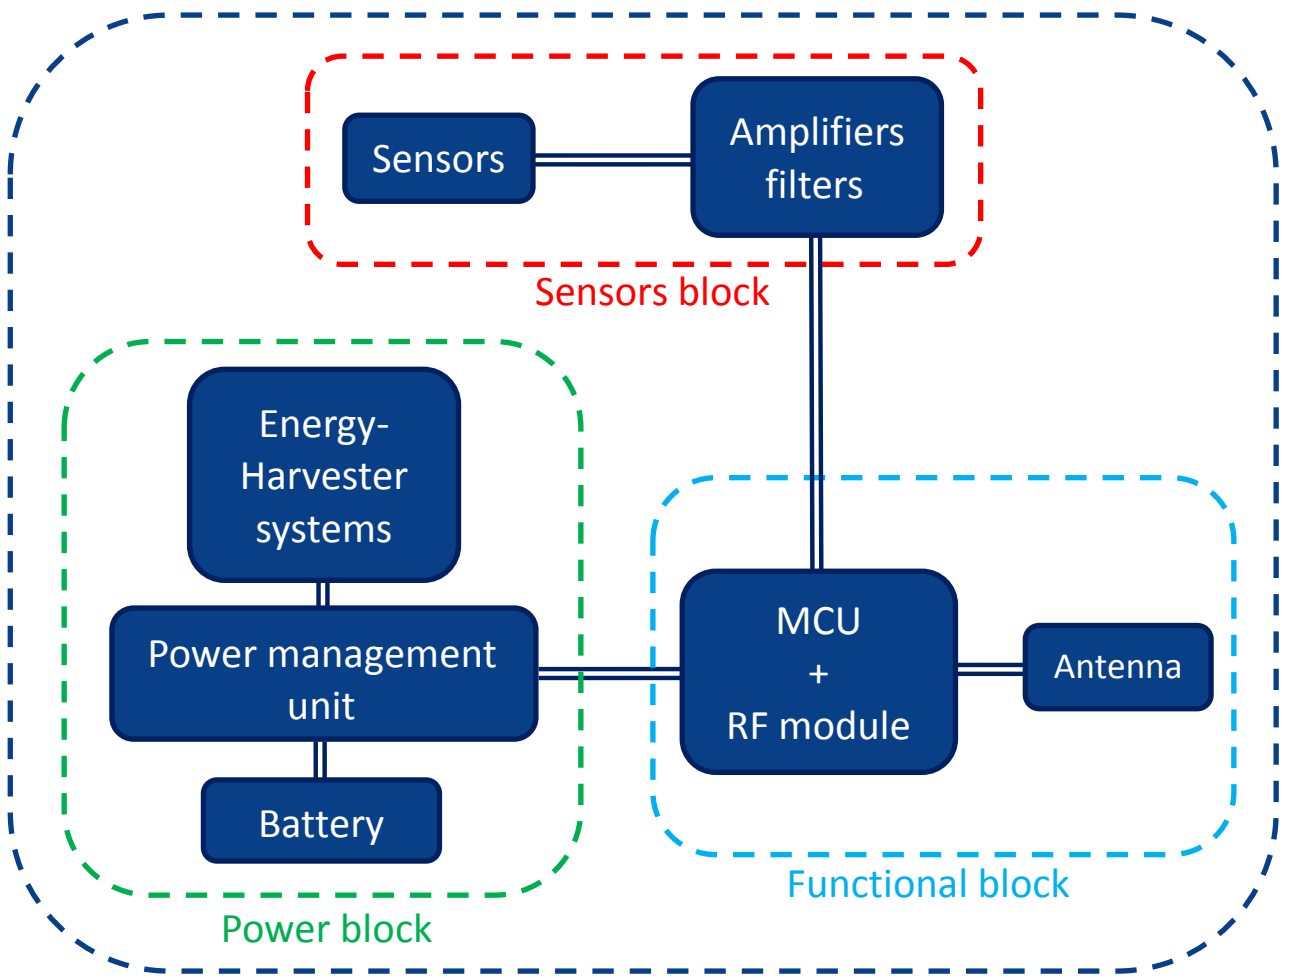 Sensors
Amplifiers
filters
Sensors block
Energy-
Harvester
systems
Power management
unit
Battery
Power block
MCU
+
RF module
Antenna
Functional block